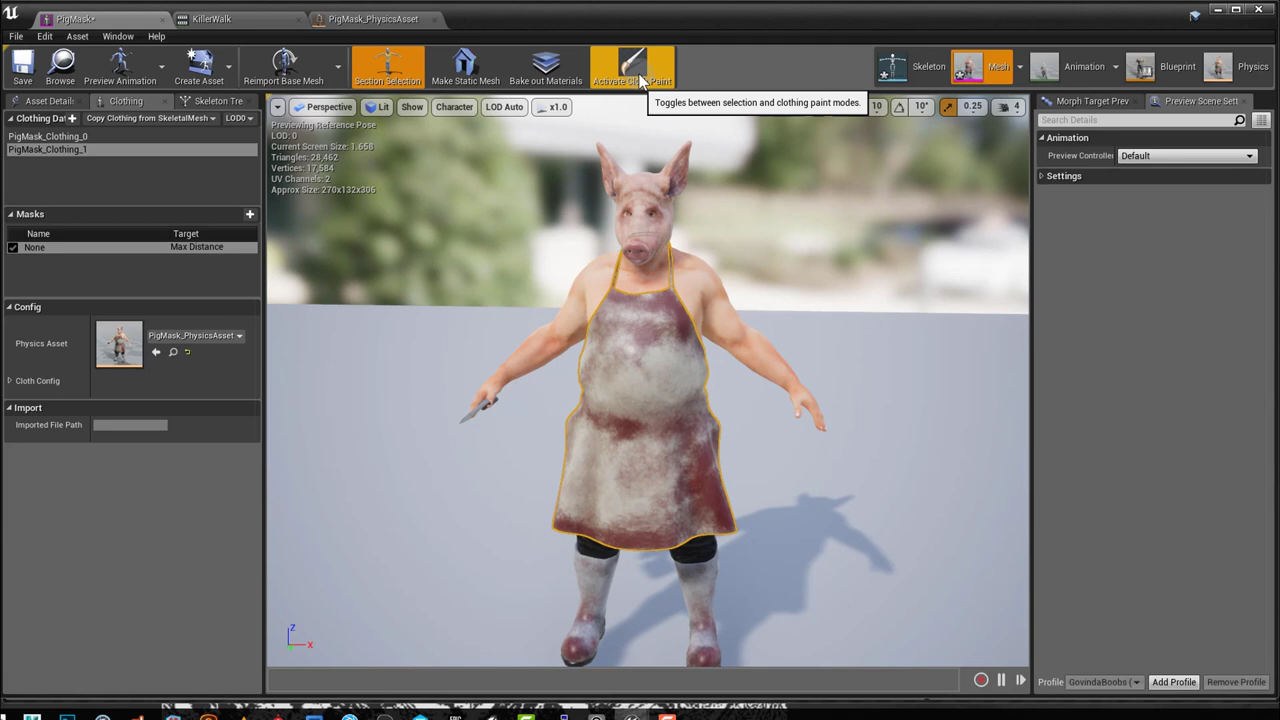 PigMask* KillerWalk PigMask_PhysicsAsset
File Edit Asset Window Help
Save Browse Preview Animation Create Asset Reimport Base Mesh Section Selection Make Static Mesh Bake out Materials Activate Cloth Paint Skeleton Mesh Animation Blueprint Physics
Toggles between selection and clothing paint modes.
Asset Details Clothing Skeleton Tre
Perspective Lit Show Character LOD Auto x1.0 10 10° 0.25 4
Morph Target Prev Preview Scene Sett
Clothing Dat Copy Clothing from SkeletalMesh LOD0
PigMask_Clothing_0
PigMask_Clothing_1
Previewing Reference Pose
LOD: 0
Current Screen Size: 1.658
Triangles: 28,462
Vertices: 17,584
UV Channels: 2
Approx Size: 270x132x306
Search Details
Animation
Preview Controller Default
Settings
Masks
Name Target
None Max Distance
Config
Physics Asset PigMask_PhysicsAsset
Cloth Config
Import
Imported File Path
Z
X
Profile GovindaBoobs ( Add Profile Remove Profile